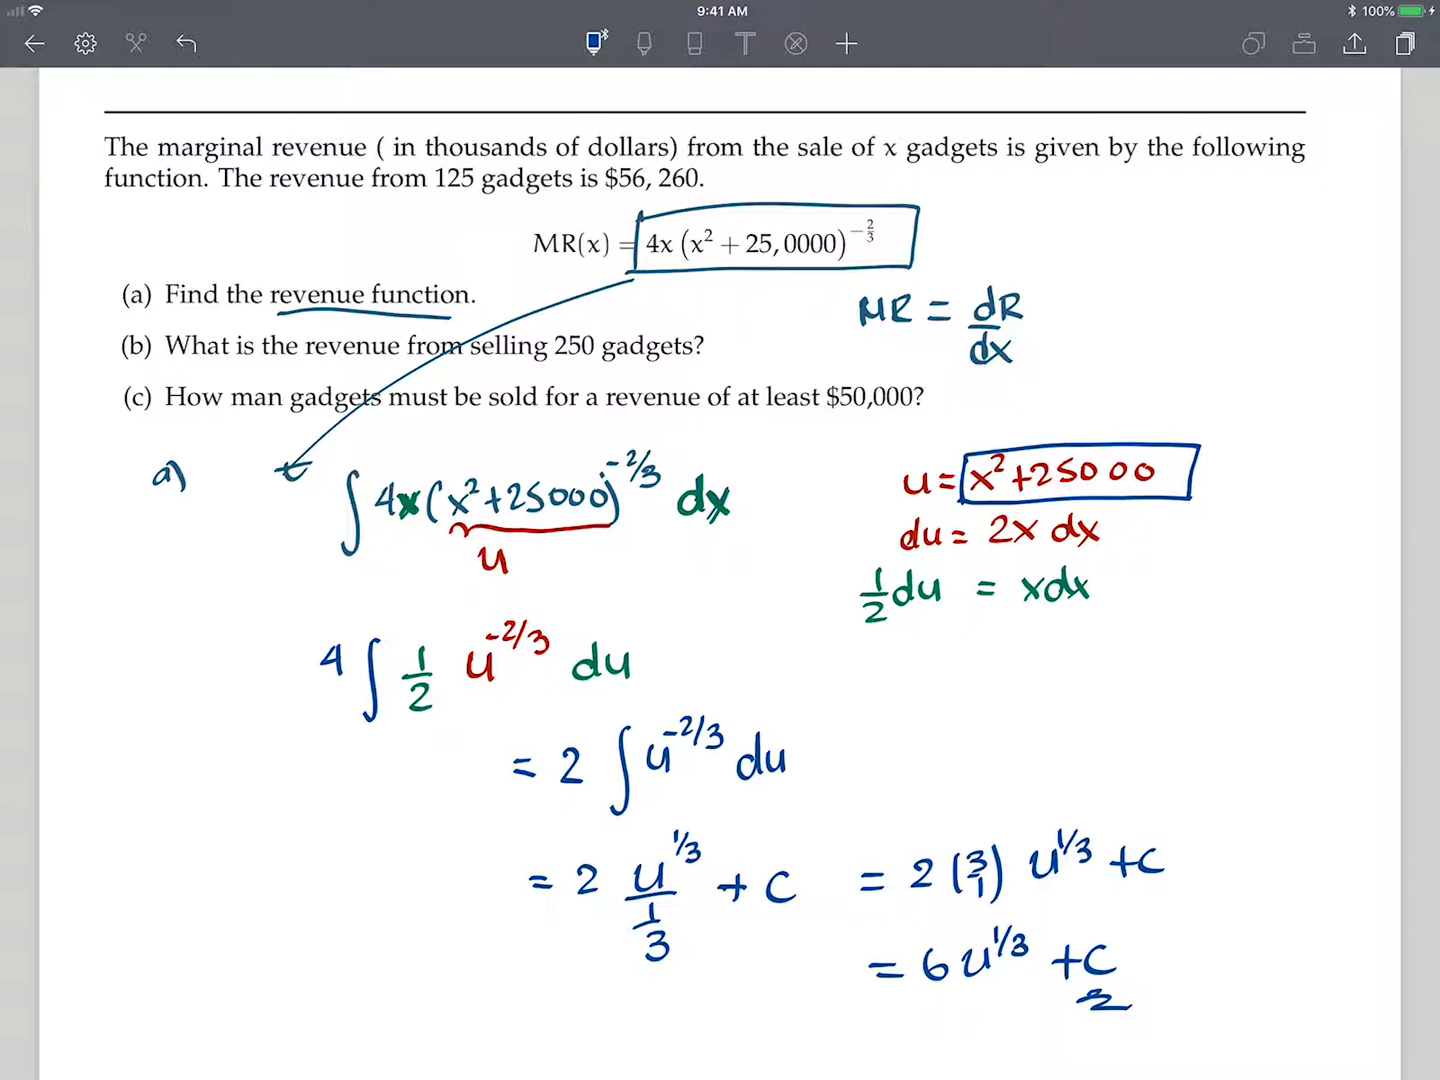 9:41 AM
100%
The marginal revenue ( in thousands of dollars) from the sale of x gadgets is given by the following
function. The revenue from 125 gadgets is $56, 260.
MR(x) = 4x (x² + 25,0000)^{-2/3}
(a) Find the revenue function.
MR = dR/dx
(b) What is the revenue from selling 250 gadgets?
(c) How man gadgets must be sold for a revenue of at least $50,000?
a)
∫ 4x (x²+25000)^{-2/3} dx
u
u = x²+25000
du = 2x dx
1/2 du = xdx
4 ∫ 1/2 u^{-2/3} du
= 2 ∫ u^{-2/3} du
= 2 u^{1/3}/(1/3) + C = 2 (3/1) u^{1/3} + C
= 6 u^{1/3} + C